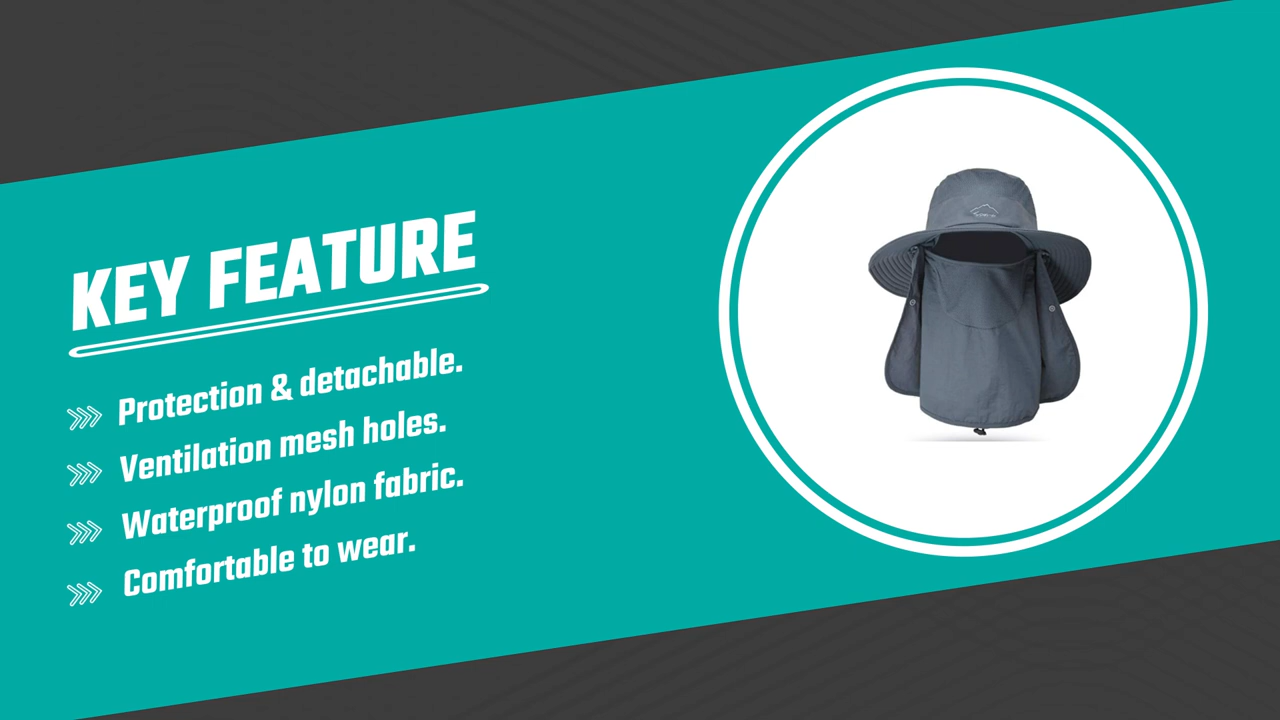 KEY FEATURE
Protection & detachable.
Ventilation mesh holes.
Waterproof nylon fabric.
Comfortable to wear.